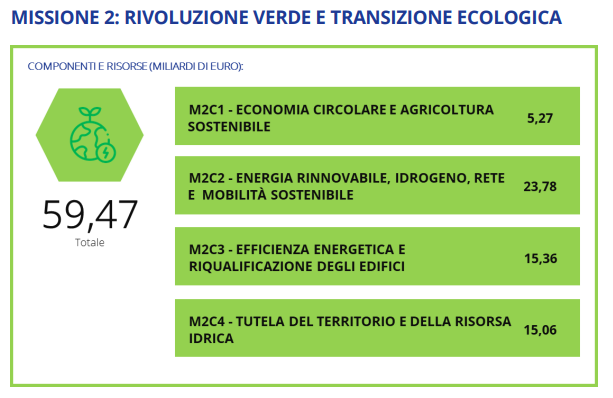 MISSIONE 2: RIVOLUZIONE VERDE E TRANSIZIONE ECOLOGICA
COMPONENTI E RISORSE (MILIARDI DI EURO):
59,47
Totale
M2C1 - ECONOMIA CIRCOLARE E AGRICOLTURA
SOSTENIBILE
5,27
M2C2 - ENERGIA RINNOVABILE, IDROGENO, RETE
E MOBILITÀ SOSTENIBILE
23,78
M2C3 - EFFICIENZA ENERGETICA E
RIQUALIFICAZIONE DEGLI EDIFICI
15,36
M2C4 - TUTELA DEL TERRITORIO E DELLA RISORSA
IDRICA
15,06